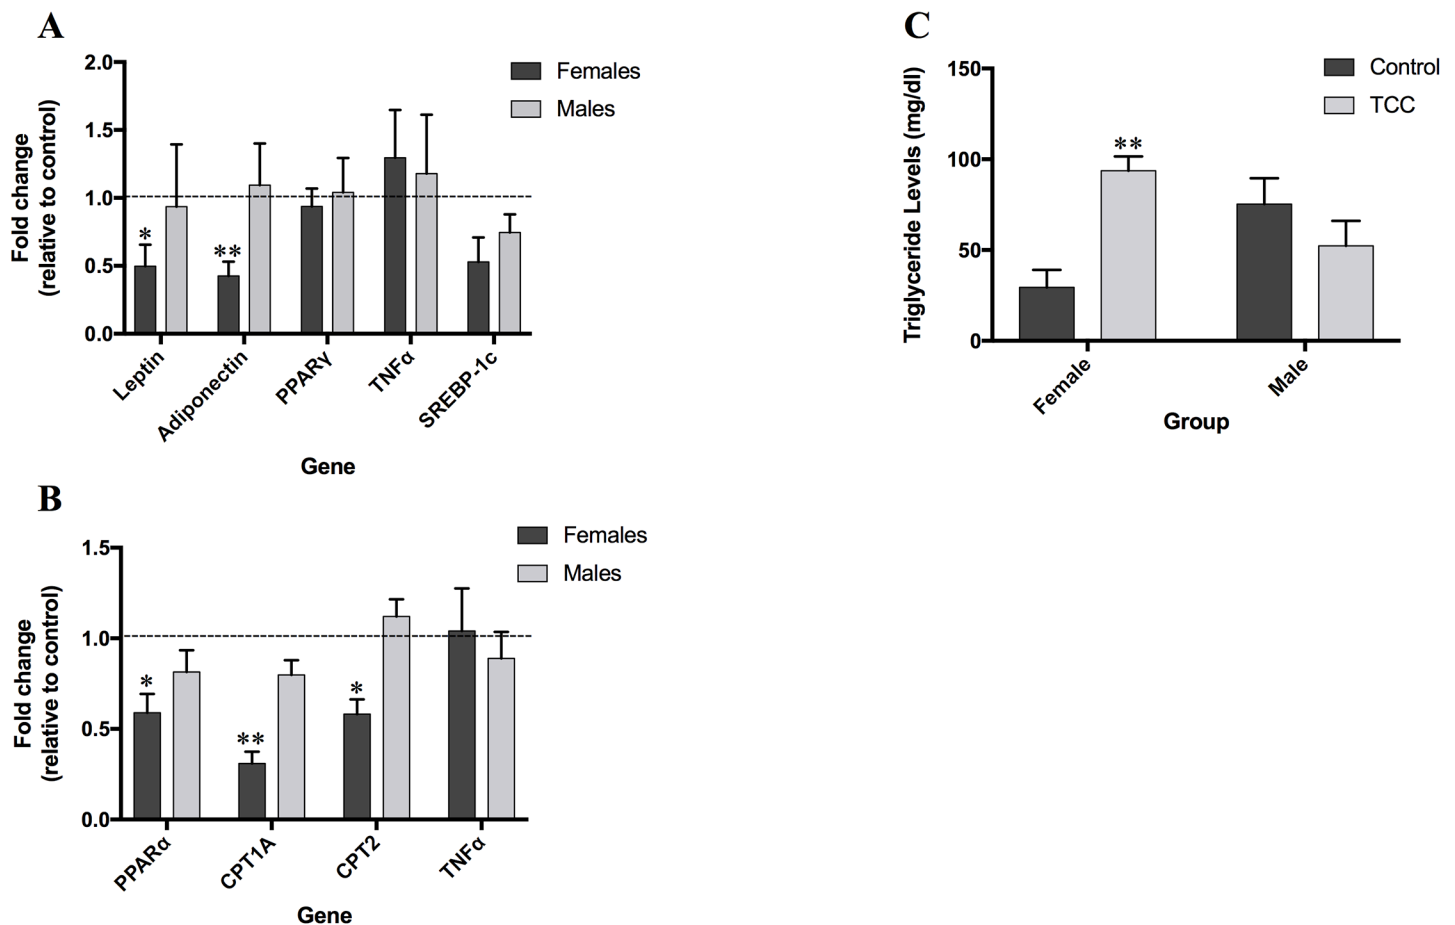 A
Females
Males
Fold change
(relative to control)
2.0
1.5
1.0
0.5
0.0
*
**
Leptin
Adiponectin
PPARγ
TNFα
SREBP-1c
Gene
B
Females
Males
Fold change
(relative to control)
1.5
1.0
0.5
0.0
*
**
*
PPARα
CPT1A
CPT2
TNFα
Gene
C
Control
TCC
Triglyceride Levels (mg/dl)
150
100
50
0
**
Female
Male
Group